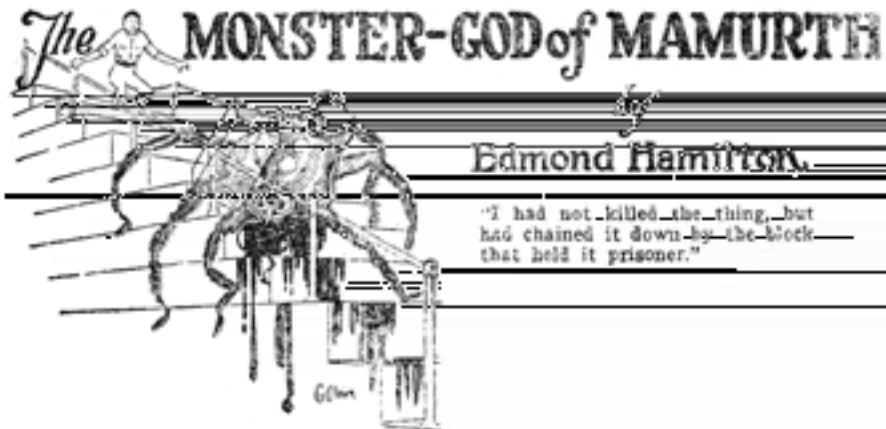 The MONSTER-GOD of MAMURTH
by
Edmond Hamilton
"I had not killed the thing, but
had chained it down by the block
that held it prisoner."